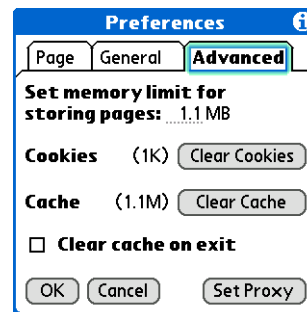 Preferences i
Page General Advanced
Set memory limit for
storing pages: 1.1 MB
Cookies (1K) Clear Cookies
Cache (1.1M) Clear Cache
Clear cache on exit
OK Cancel Set Proxy